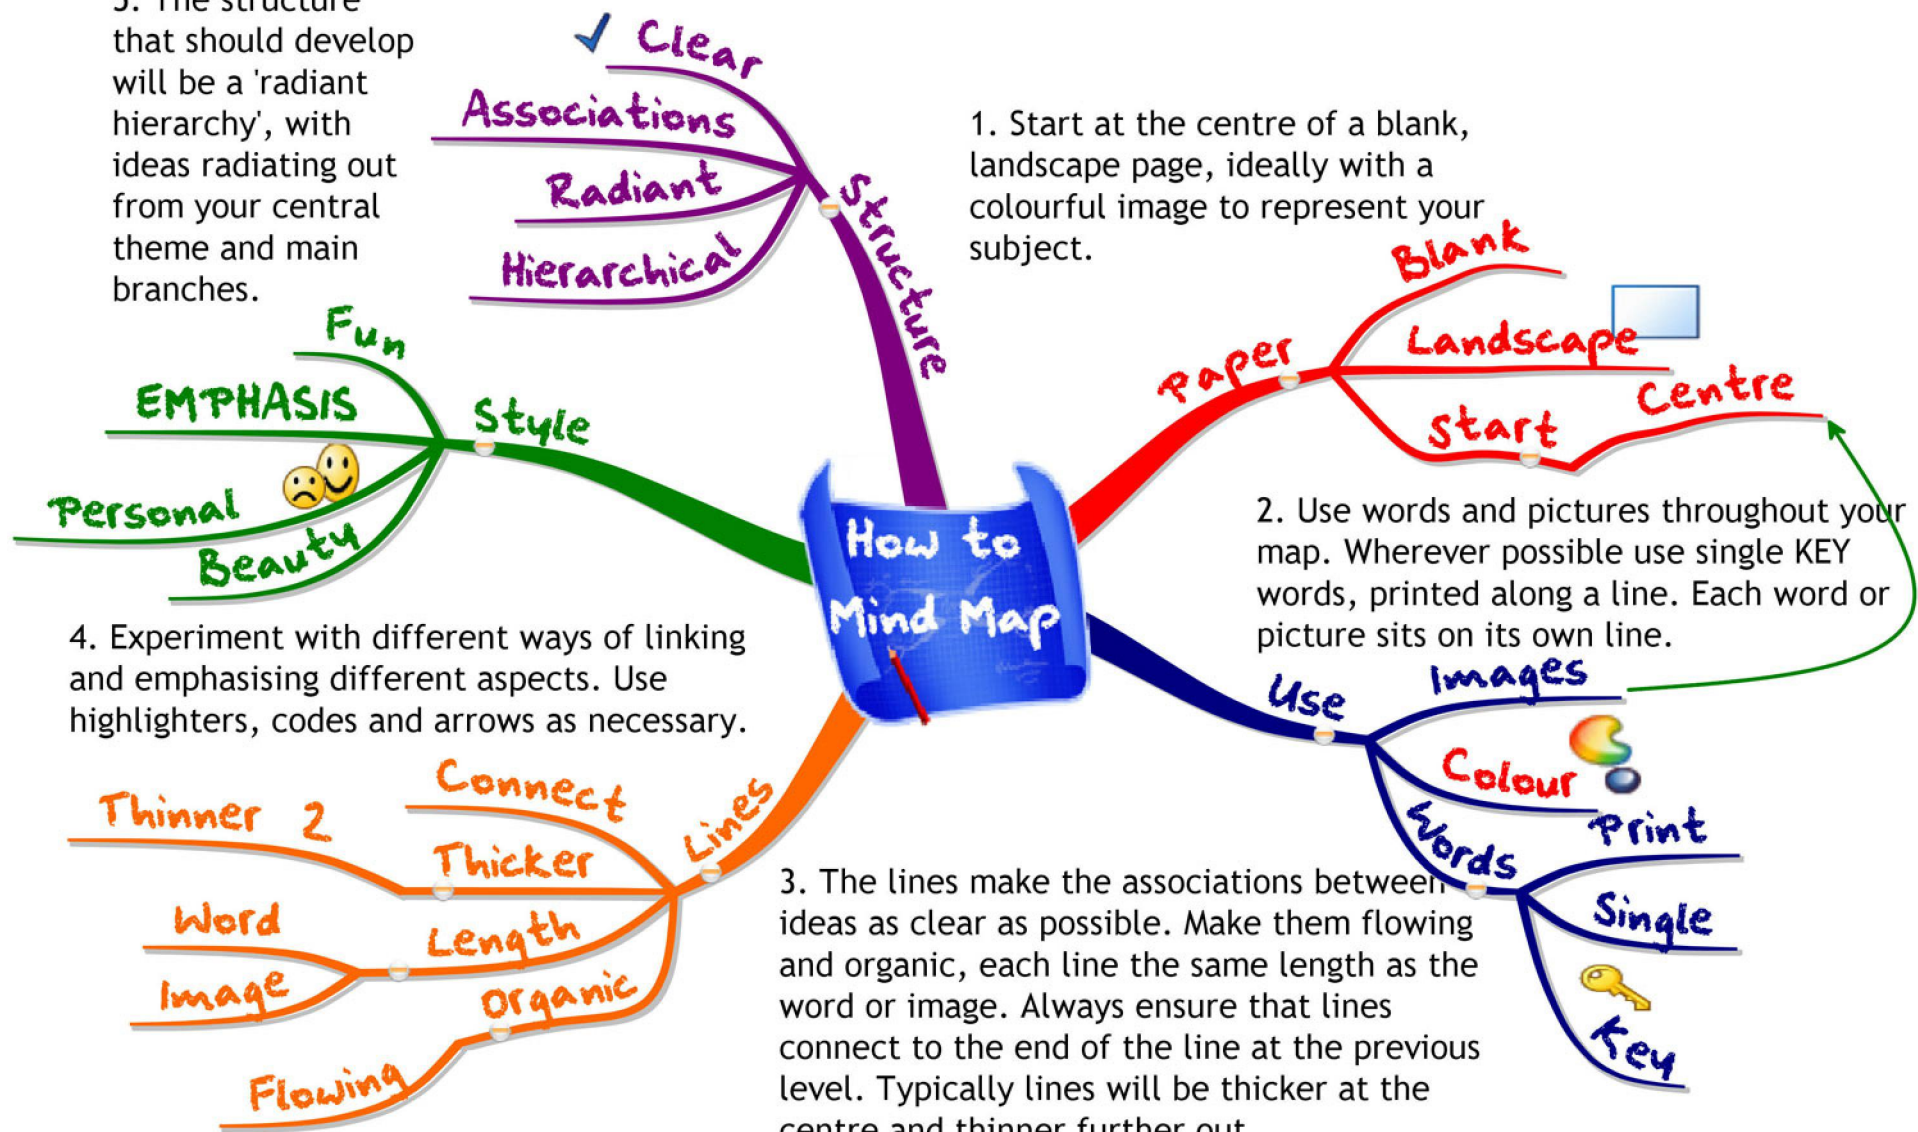 5. The structure
that should develop
will be a 'radiant
hierarchy', with
ideas radiating out
from your central
theme and main
branches.
Clear
Associations
Radiant
Hierarchical
Structure
1. Start at the centre of a blank,
landscape page, ideally with a
colourful image to represent your
subject.
Paper
Blank
Landscape
Start
Centre
Fun
EMPHASIS
Personal
Beauty
Style
How to
Mind Map
2. Use words and pictures throughout your
map. Wherever possible use single KEY
words, printed along a line. Each word or
picture sits on its own line.
Use
Images
Colour
Words
Print
Single
Key
4. Experiment with different ways of linking
and emphasising different aspects. Use
highlighters, codes and arrows as necessary.
Lines
Connect
Thicker
Thinner 2
Length
Word
Image
Organic
Flowing
3. The lines make the associations between
ideas as clear as possible. Make them flowing
and organic, each line the same length as the
word or image. Always ensure that lines
connect to the end of the line at the previous
level. Typically lines will be thicker at the
centre and thinner further out